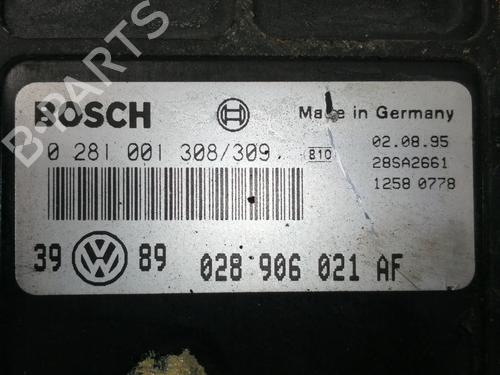 BOSCH Made in Germany
0 281 001 308/309 B10 02.08.95
28SA2661
1258 0778
39 VW 89 028 906 021 AF
B-PARTS